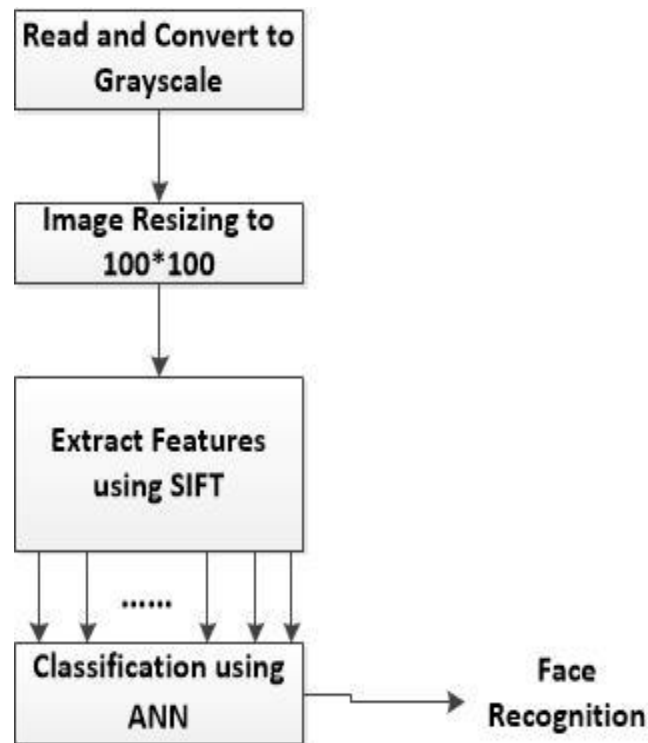 Read and Convert to
Grayscale
Image Resizing to
100*100
Extract Features
using SIFT
......
Classification using
ANN
Face
Recognition